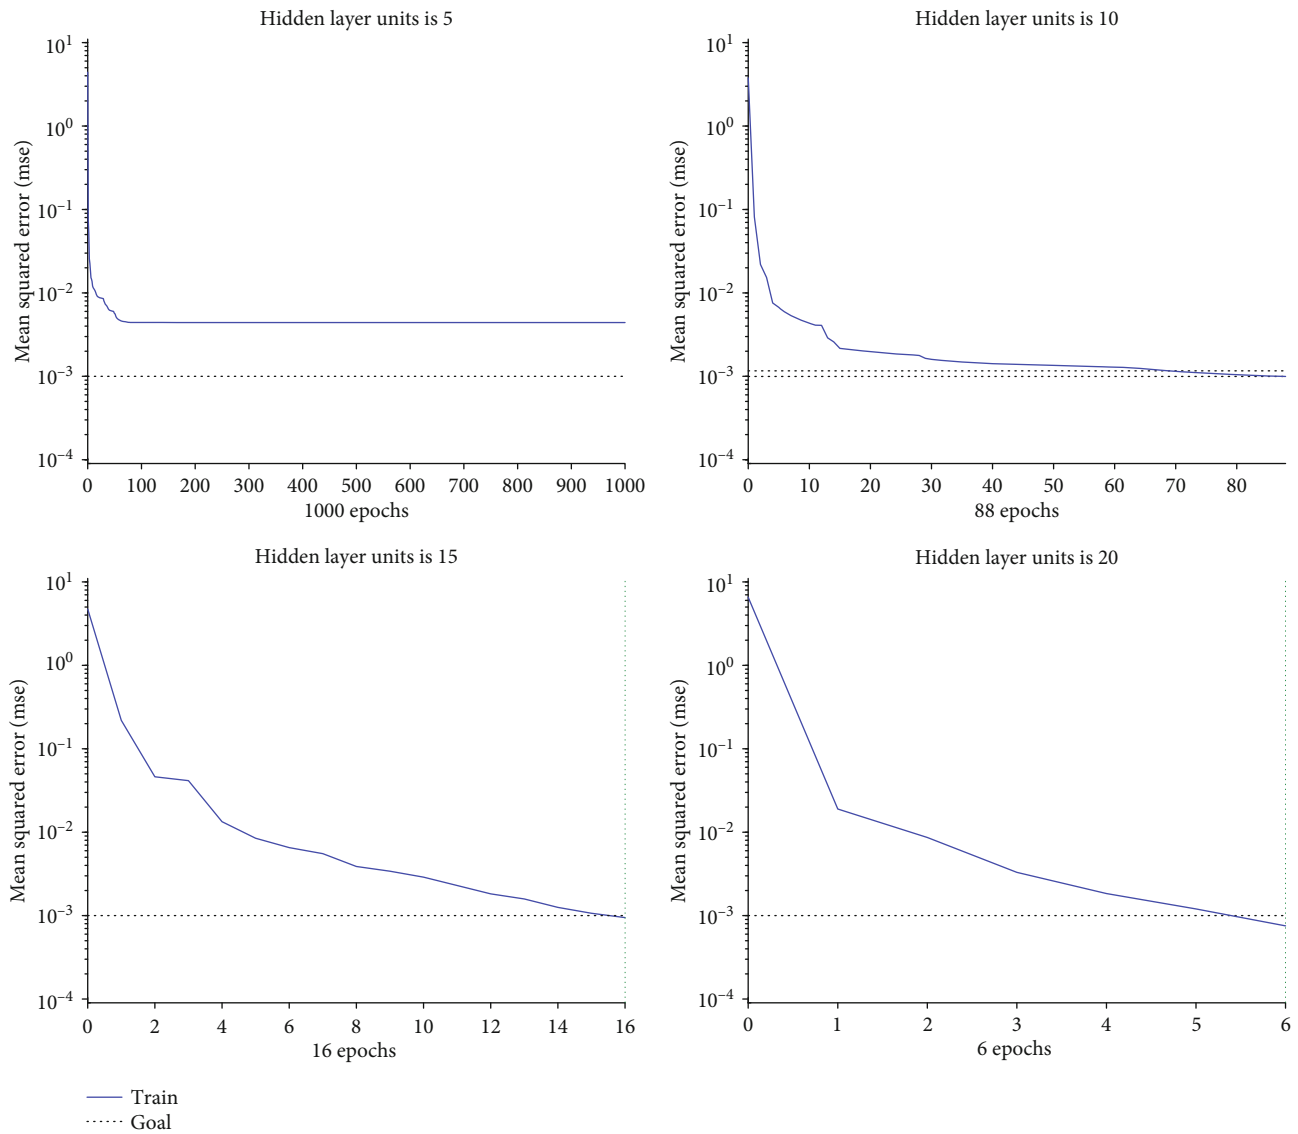 Hidden layer units is 5
Mean squared error (mse)
10^1
10^0
10^-1
10^-2
10^-3
10^-4
0 100 200 300 400 500 600 700 800 900 1000
1000 epochs
Hidden layer units is 10
Mean squared error (mse)
10^1
10^0
10^-1
10^-2
10^-3
10^-4
0 10 20 30 40 50 60 70 80
88 epochs
Hidden layer units is 15
Mean squared error (mse)
10^1
10^0
10^-1
10^-2
10^-3
10^-4
0 2 4 6 8 10 12 14 16
16 epochs
Hidden layer units is 20
Mean squared error (mse)
10^1
10^0
10^-1
10^-2
10^-3
10^-4
0 1 2 3 4 5 6
6 epochs
Train
Goal